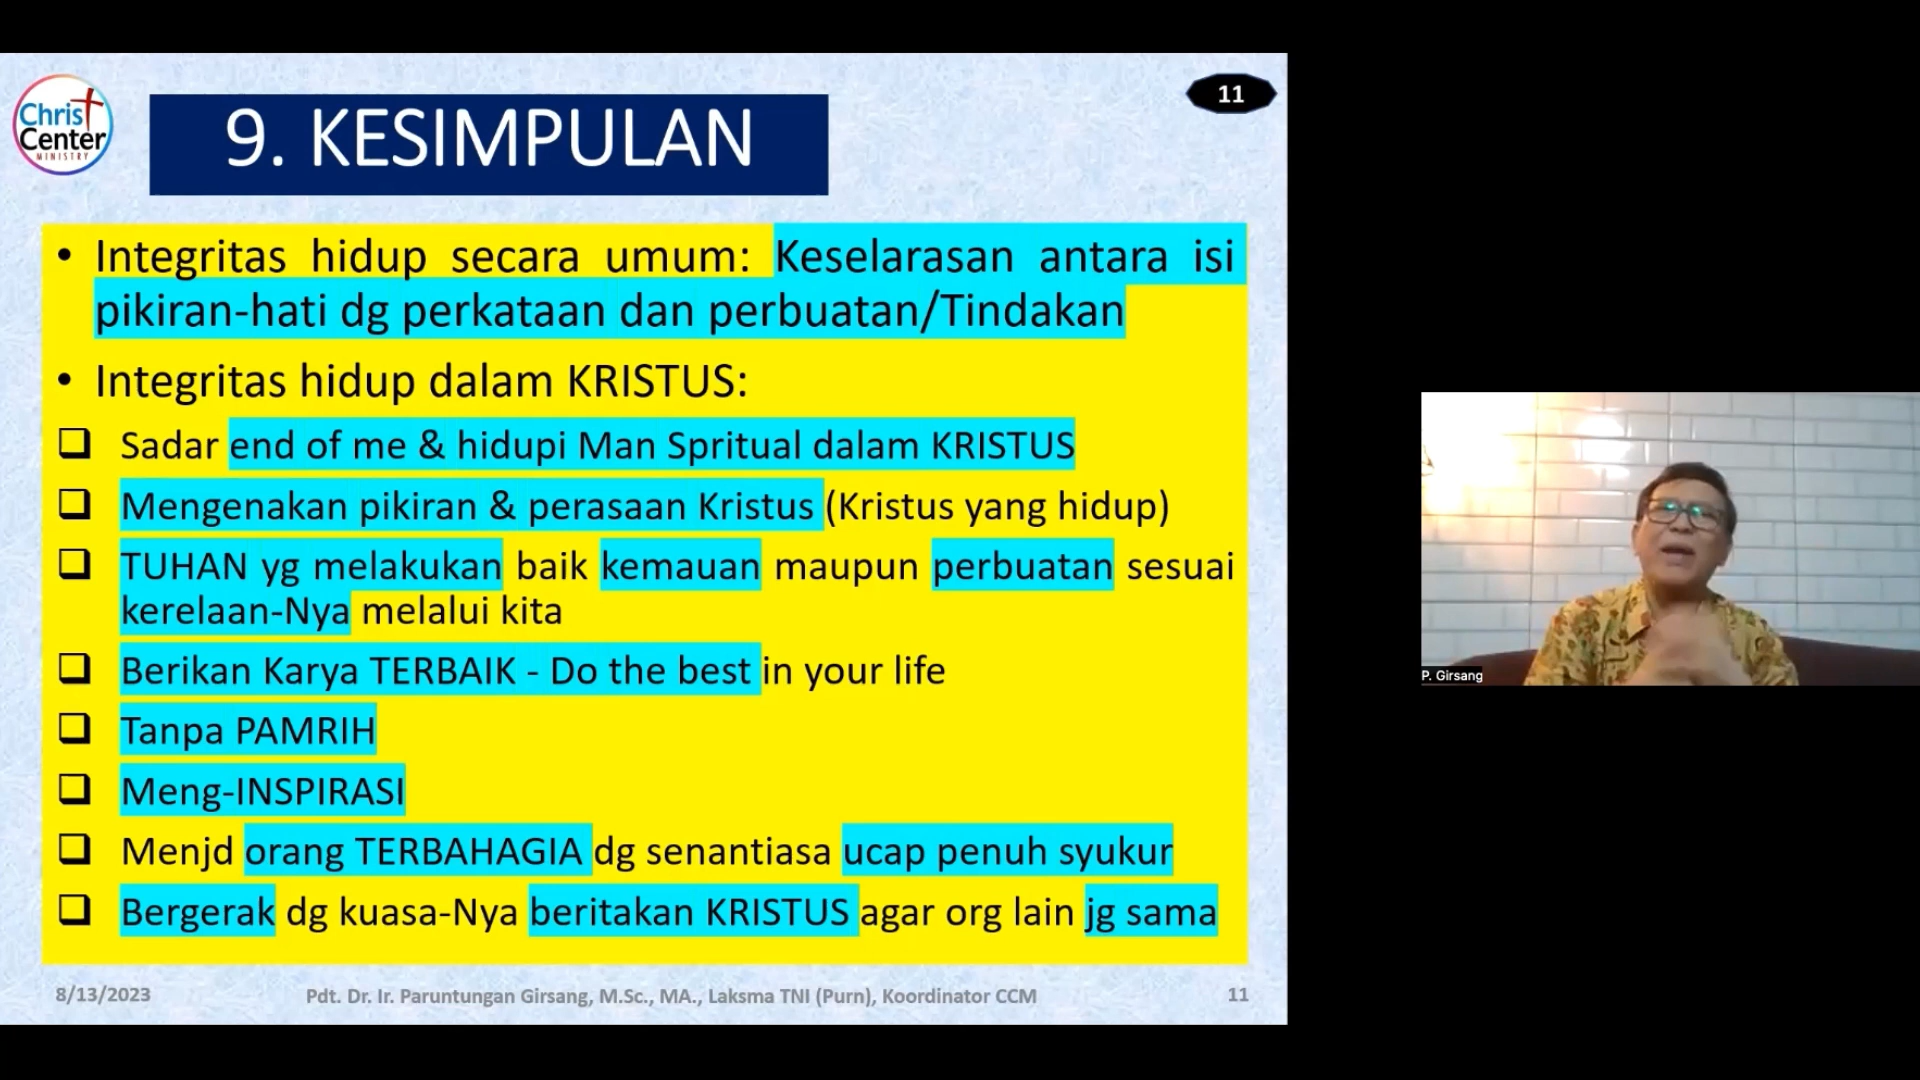 Christ
Center
MINISTRY
9. KESIMPULAN
11
• Integritas hidup secara umum: Keselarasan antara isi
pikiran-hati dg perkataan dan perbuatan/Tindakan
• Integritas hidup dalam KRISTUS:
❑ Sadar end of me & hidupi Man Spritual dalam KRISTUS
❑ Mengenakan pikiran & perasaan Kristus (Kristus yang hidup)
❑ TUHAN yg melakukan baik kemauan maupun perbuatan sesuai
kerelaan-Nya melalui kita
❑ Berikan Karya TERBAIK - Do the best in your life
❑ Tanpa PAMRIH
❑ Meng-INSPIRASI
❑ Menjd orang TERBAHAGIA dg senantiasa ucap penuh syukur
❑ Bergerak dg kuasa-Nya beritakan KRISTUS agar org lain jg sama
8/13/2023
Pdt. Dr. Ir. Paruntungan Girsang, M.Sc., MA., Laksma TNI (Purn), Koordinator CCM
11
P. Girsang